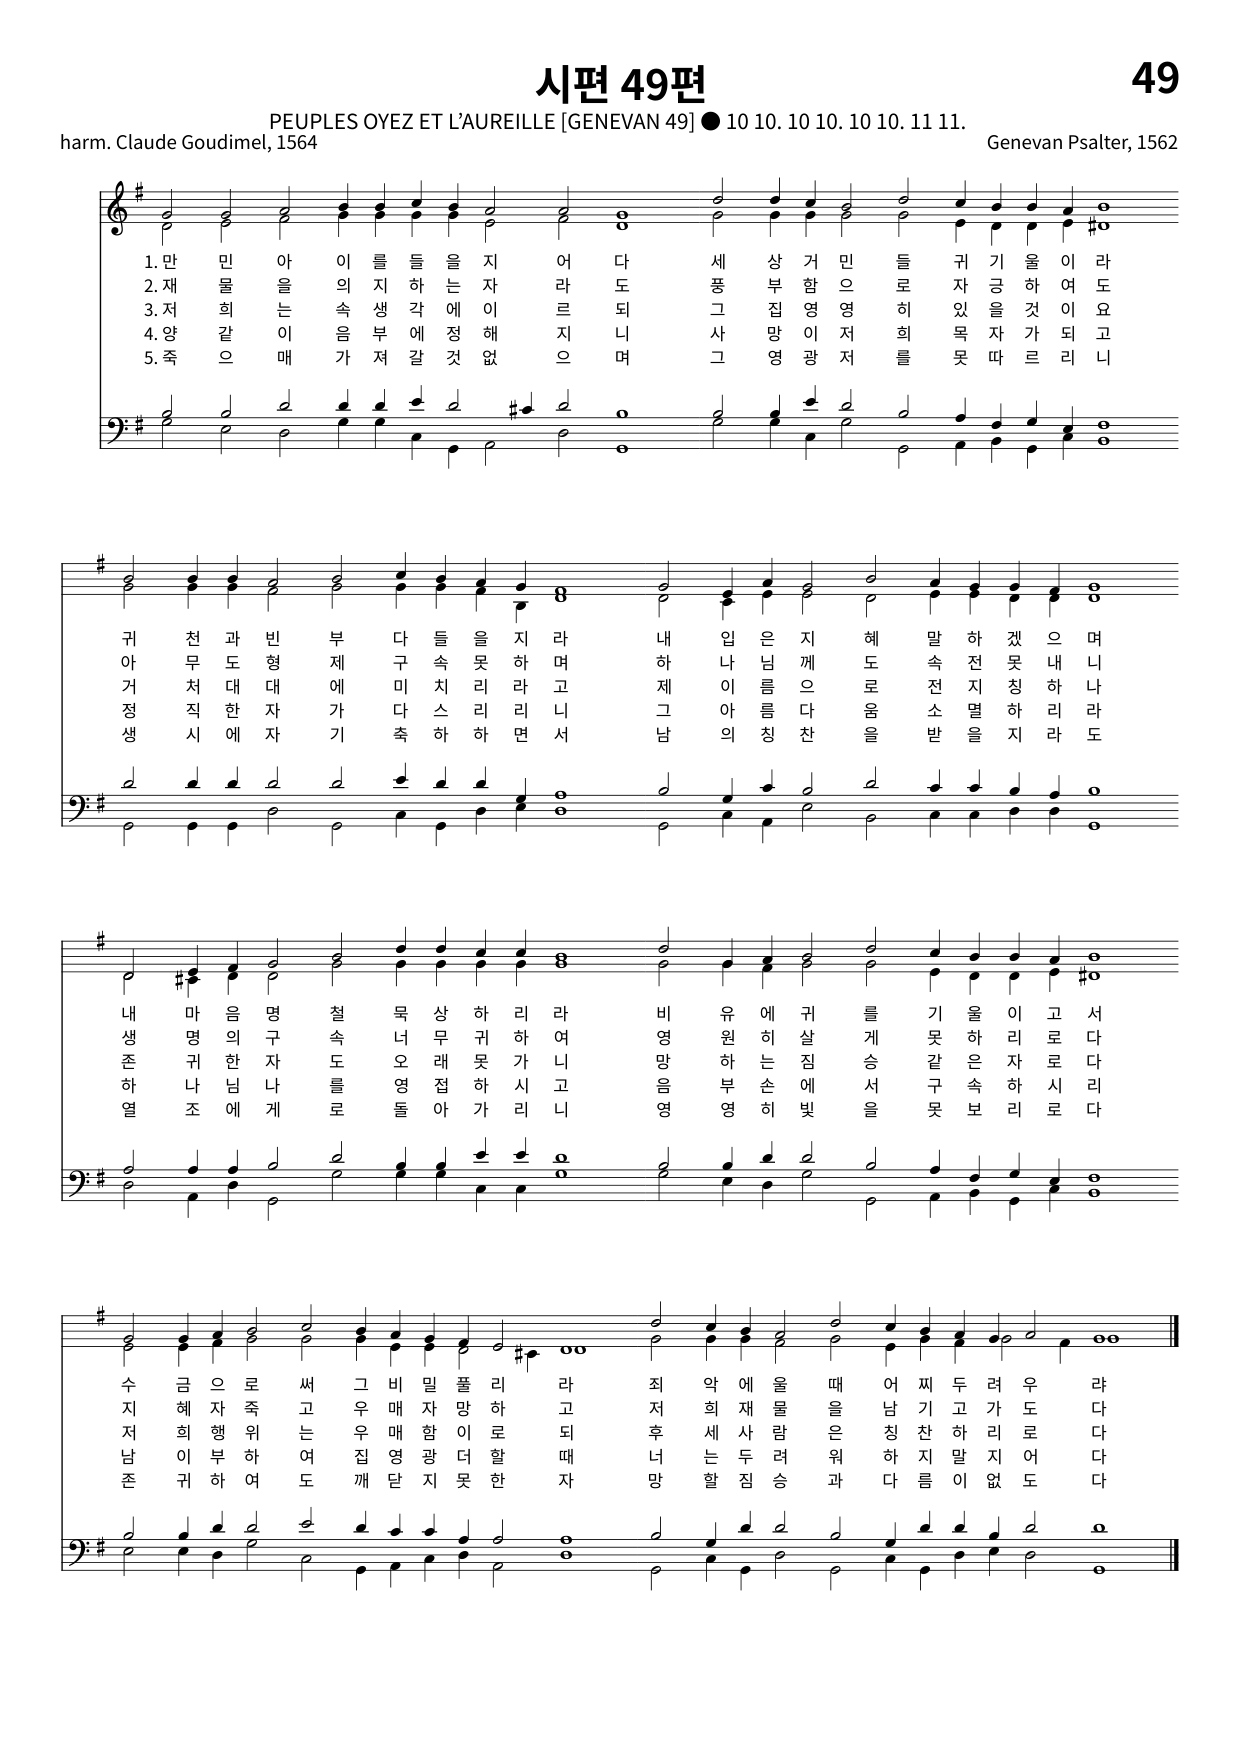 시편 49편
49
PEUPLES OYEZ ET L’AUREILLE [GENEVAN 49] ● 10 10. 10 10. 10 10. 11 11.
harm. Claude Goudimel, 1564
Genevan Psalter, 1562
1. 만 민 아 이 를 들 을 지 어 다 세 상 거 민 들 귀 기 울 이 라
2. 재 물 을 의 지 하 는 자 라 도 풍 부 함 으 로 자 긍 하 여 도
3. 저 희 는 속 생 각 에 이 르 되 그 집 영 영 히 있 을 것 이 요
4. 양 같 이 음 부 에 정 해 지 니 사 망 이 저 희 목 자 가 되 고
5. 죽 으 매 가 져 갈 것 없 으 며 그 영 광 저 를 못 따 르 리 니
귀 천 과 빈 부 다 들 을 지 라 내 입 은 지 혜 말 하 겠 으 며
아 무 도 형 제 구 속 못 하 며 하 나 님 께 도 속 전 못 내 니
거 처 대 대 에 미 치 리 라 고 제 이 름 으 로 전 지 칭 하 나
정 직 한 자 가 다 스 리 리 니 그 아 름 다 움 소 멸 하 리 라
생 시 에 자 기 축 하 하 면 서 남 의 칭 찬 을 받 을 지 라 도
내 마 음 명 철 묵 상 하 리 라 비 유 에 귀 를 기 울 이 고 서
생 명 의 구 속 너 무 귀 하 여 영 원 히 살 게 못 하 리 로 다
존 귀 한 자 도 오 래 못 가 니 망 하 는 짐 승 같 은 자 로 다
하 나 님 나 를 영 접 하 시 고 음 부 손 에 서 구 속 하 시 리
열 조 에 게 로 돌 아 가 리 니 영 영 히 빛 을 못 보 리 로 다
수 금 으 로 써 그 비 밀 풀 리 라 죄 악 에 울 때 어 찌 두 려 우 랴
지 혜 자 죽 고 우 매 자 망 하 고 저 희 재 물 을 남 기 고 가 도 다
저 희 행 위 는 우 매 함 이 로 되 후 세 사 람 은 칭 찬 하 리 로 다
남 이 부 하 여 집 영 광 더 할 때 너 는 두 려 워 하 지 말 지 어 다
존 귀 하 여 도 깨 닫 지 못 한 자 망 할 짐 승 과 다 름 이 없 도 다